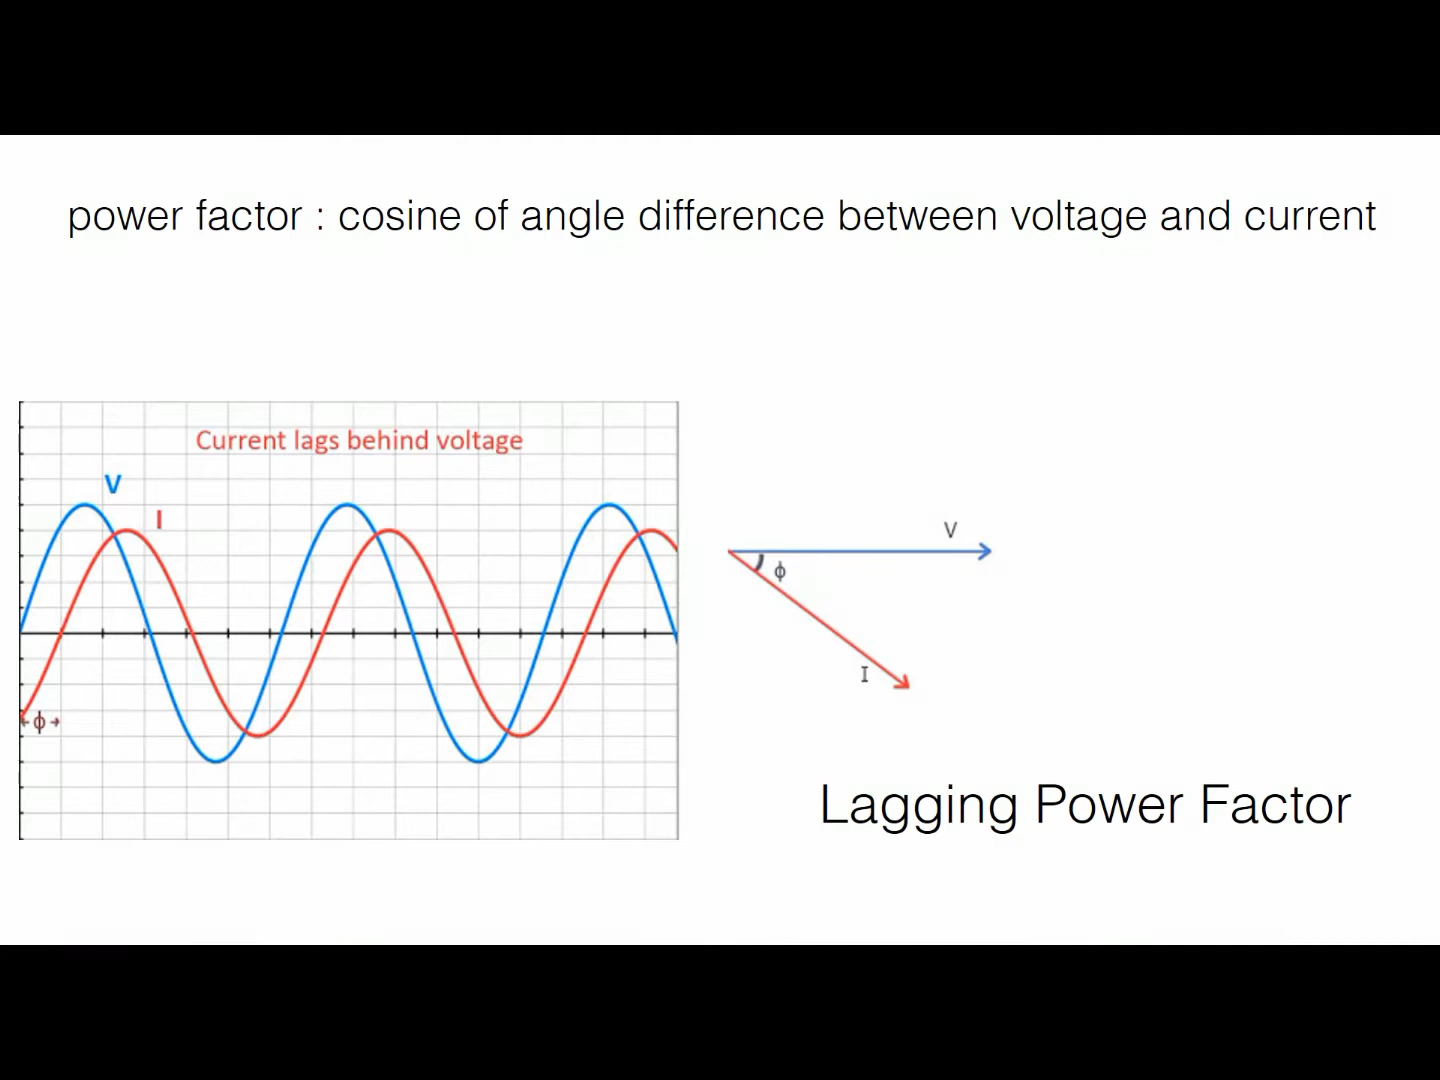 power factor : cosine of angle difference between voltage and current
Current lags behind voltage
V
I
ϕ
V
ϕ
I
Lagging Power Factor